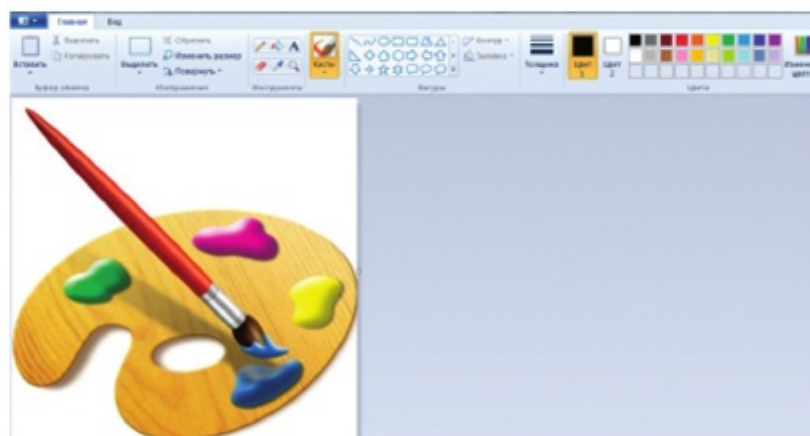 Главная Вид
Вставить
Вырезать
Копировать
Буфер обмена
Выделить
Обрезать
Изменить размер
Повернуть
Изображение
A
Инструменты
Кисти
Контур
Заливка
Фигуры
Толщина
Цвет 1
Цвет 2
Цвета